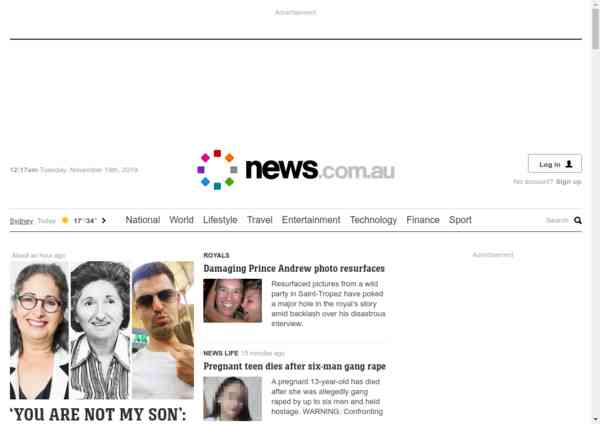 Advertisement
12:17am Tuesday, November 19th, 2019
news.com.au
Log in
No account? Sign up
Sydney Today 17°/34° National World Lifestyle Travel Entertainment Technology Finance Sport Search
About an hour ago
ROYALS
Advertisement
Damaging Prince Andrew photo resurfaces
Resurfaced pictures from a wild
party in Saint-Tropez have poked
a major hole in the royal's story
amid backlash over his disastrous
interview.
NEWS LIFE 15 minutes ago
Pregnant teen dies after six-man gang rape
A pregnant 13-year-old has died
after she was allegedly gang
raped by up to six men and held
hostage. WARNING: Confronting
‘YOU ARE NOT MY SON’: